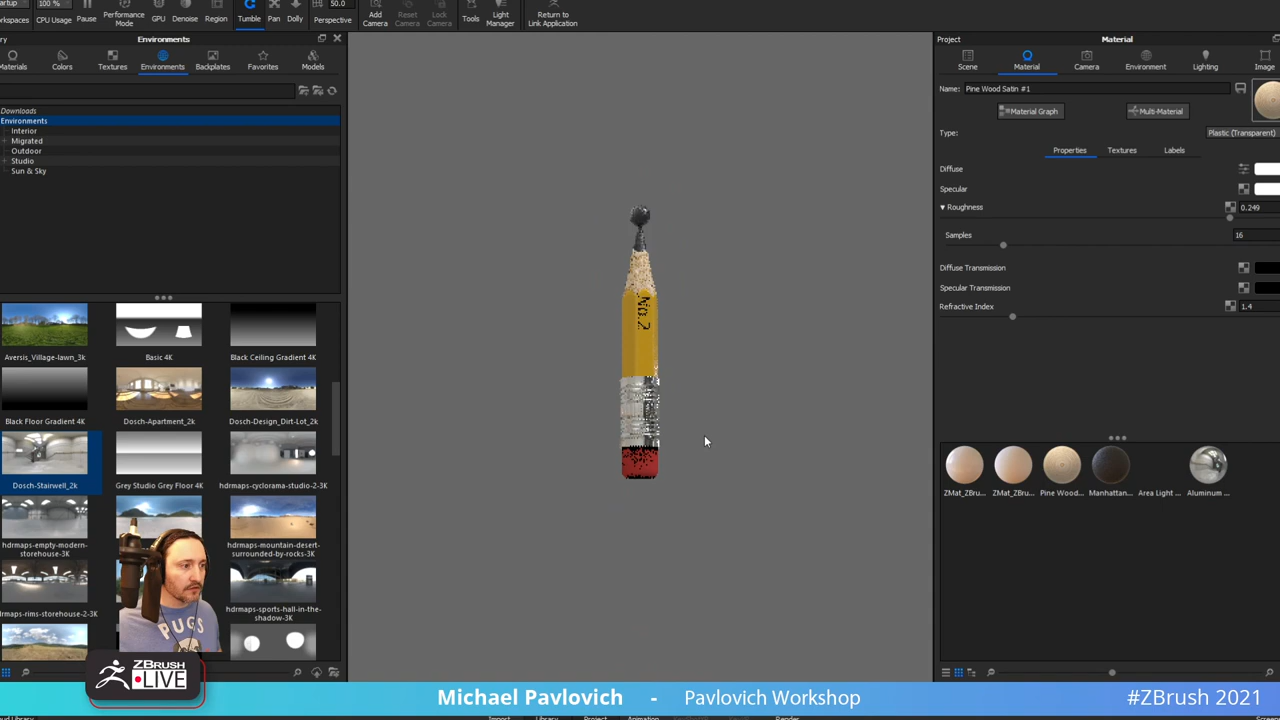 100 %
50.0
CPU Usage Pause Performance Mode GPU Denoise Region Tumble Pan Dolly Perspective Add Camera Reset Camera Lock Camera Tools Light Manager Return to Link Application
Environments
Colors Textures Environments Backplates Favorites Models
Downloads
Environments
Interior
Migrated
Outdoor
Studio
Sun & Sky
Aversis_Village-lawn_3k Basic 4K Black Ceiling Gradient 4K
Black Floor Gradient 4K Dosch-Apartment_2k Dosch-Design_Dirt-Lot_2k
Dosch-Stairwell_2k Grey Studio Grey Floor 4K hdrmaps-cyclorama-studio-2-3K
hdrmaps-empty-modern-storehouse-3K hdrmaps-mountain-desert-surrounded-by-rocks-3K
rmaps-rims-storehouse-2-3K hdrmaps-sports-hall-in-the-shadow-3K
No.2
PUGS
Project Material
Scene Material Camera Environment Lighting Image
Name: Pine Wood Satin #1
Material Graph Multi-Material
Type: Plastic (Transparent)
Properties Textures Labels
Diffuse
Specular
Roughness 0.249
Samples 16
Diffuse Transmission
Specular Transmission
Refractive Index 1.4
ZMat_ZBru... ZMat_ZBru... Pine Wood... Manhattan... Area Light ... Aluminum ...
ZBRUSH
LIVE
Michael Pavlovich - Pavlovich Workshop #ZBrush 2021